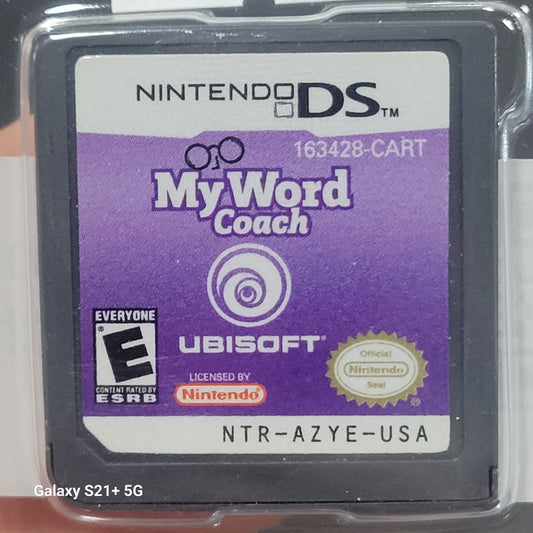 NINTENDO DS™
163428-CART
My Word
Coach
UBISOFT®
EVERYONE
E
CONTENT RATED BY
ESRB
LICENSED BY
Nintendo
Official
Nintendo
Seal
NTR-AZYE-USA
Galaxy S21+ 5G